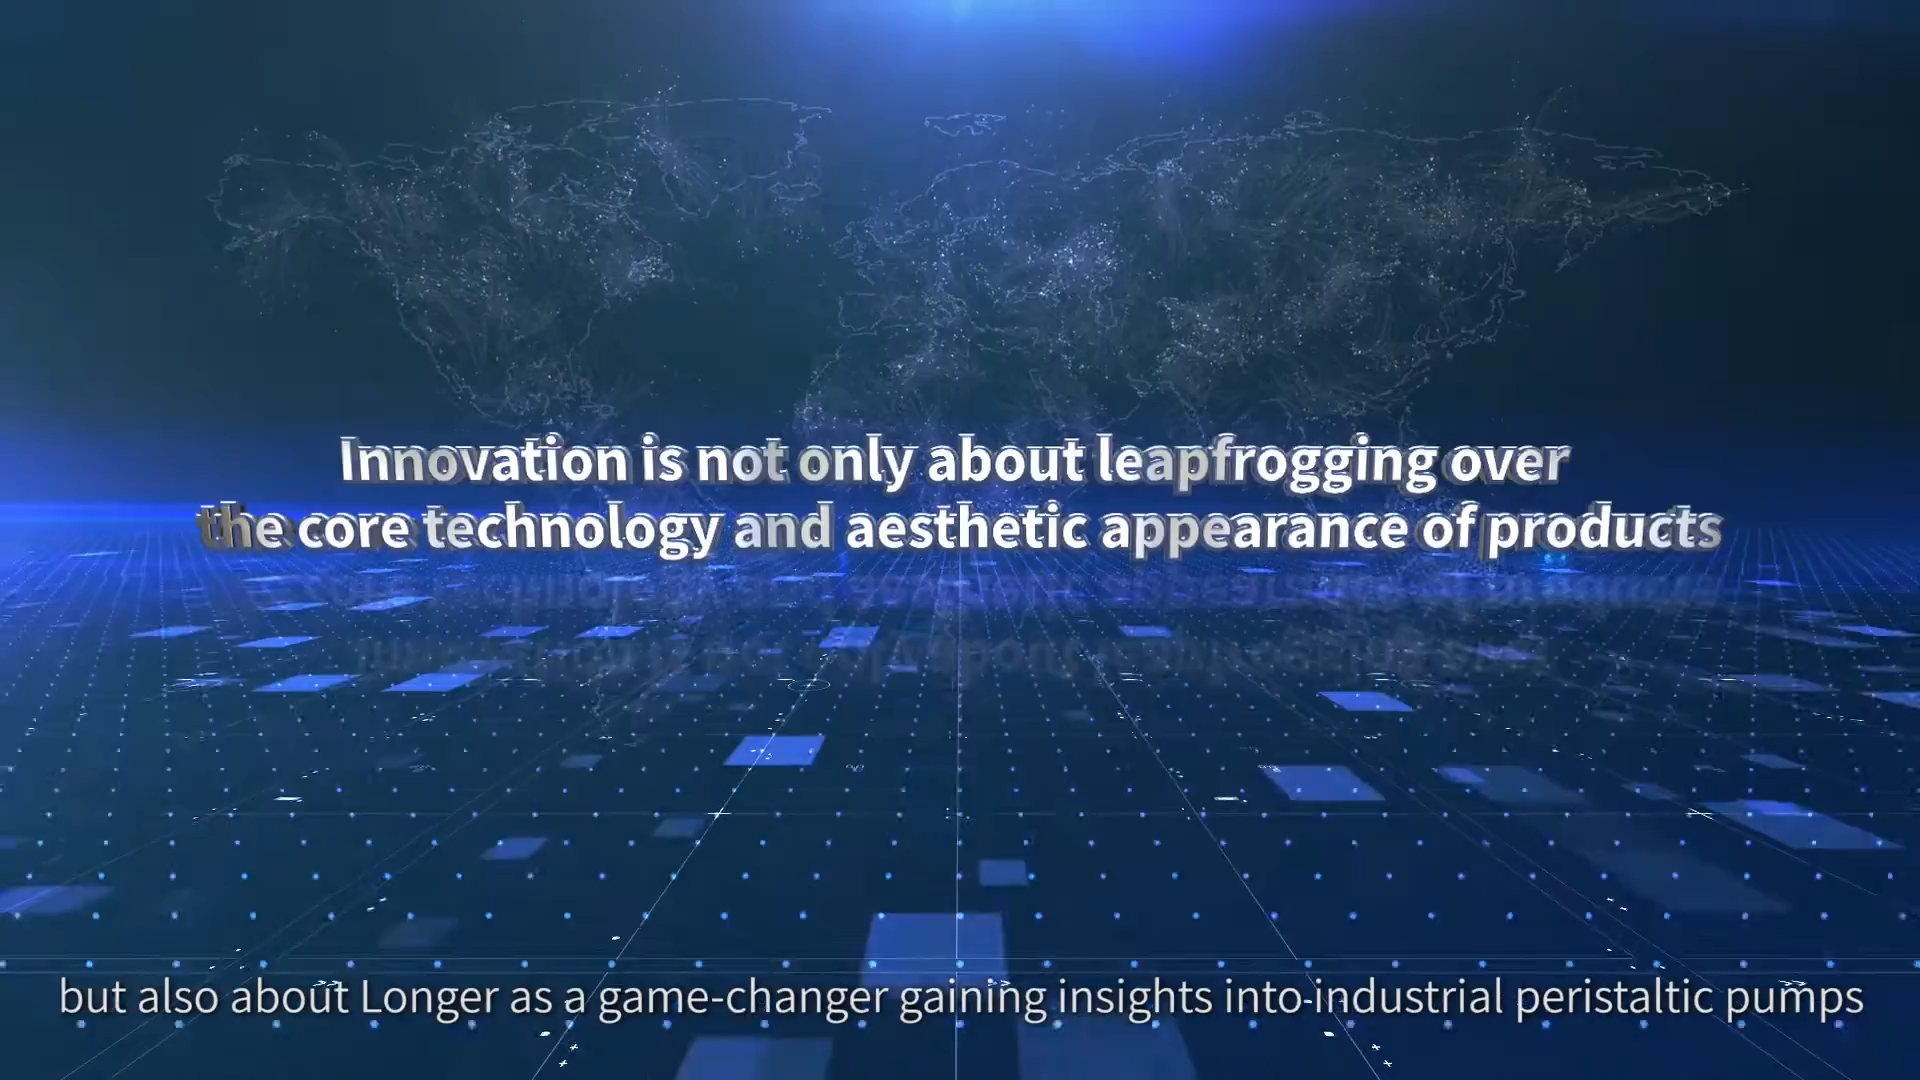 Innovation is not only about leapfrogging over
the core technology and aesthetic appearance of products
but also about Longer as a game-changer gaining insights into industrial peristaltic pumps